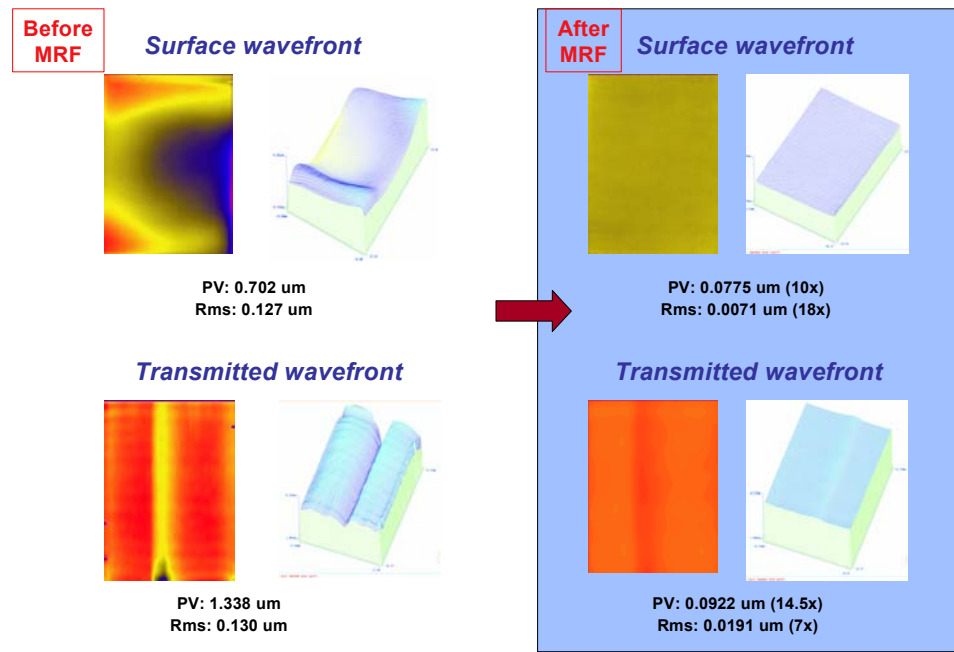 Before
MRF
Surface wavefront
PV: 0.702 um
Rms: 0.127 um
Transmitted wavefront
PV: 1.338 um
Rms: 0.130 um
After
MRF
Surface wavefront
PV: 0.0775 um (10x)
Rms: 0.0071 um (18x)
Transmitted wavefront
PV: 0.0922 um (14.5x)
Rms: 0.0191 um (7x)